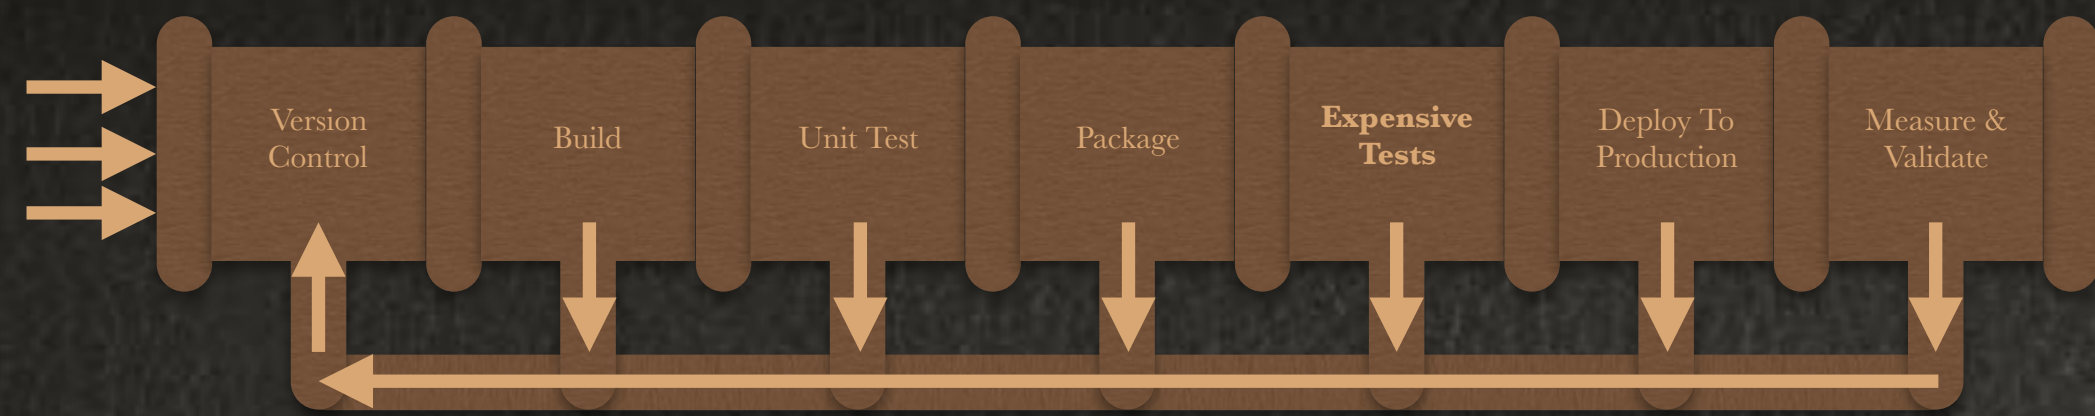 Version
Control
Build
Unit Test
Package
Expensive
Tests
Deploy To
Production
Measure &
Validate